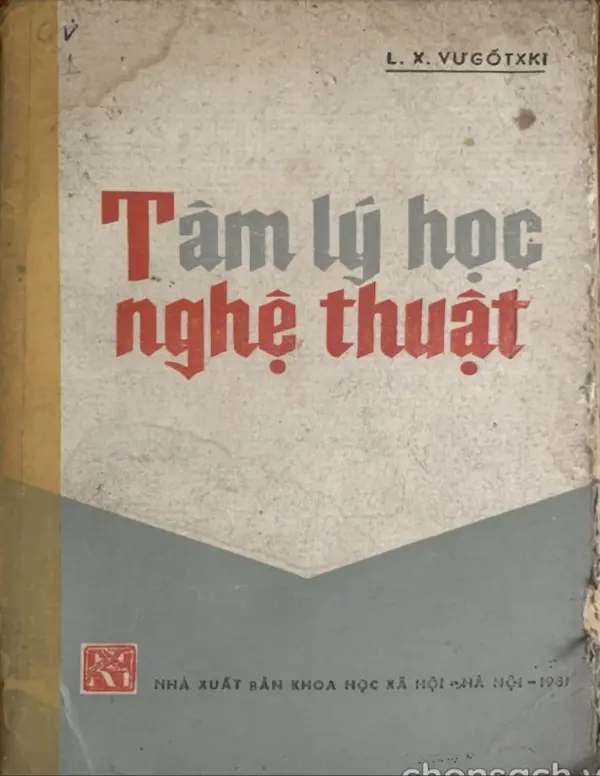 L. X. VƯGỐTXKI
Tâm lý học
nghệ thuật
NHÀ XUẤT BẢN KHOA HỌC XÃ HỘI - HÀ NỘI - 1981